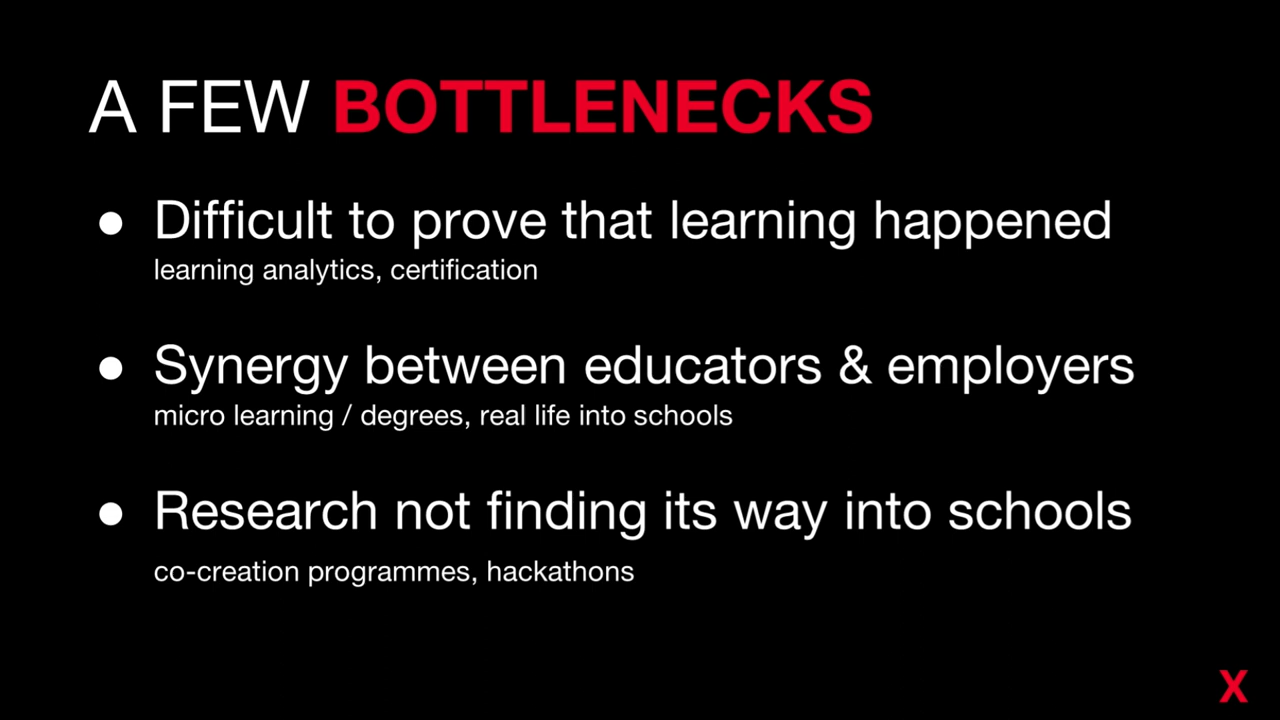 A FEW BOTTLENECKS
● Difficult to prove that learning happened
learning analytics, certification
● Synergy between educators & employers
micro learning / degrees, real life into schools
● Research not finding its way into schools
co-creation programmes, hackathons
X